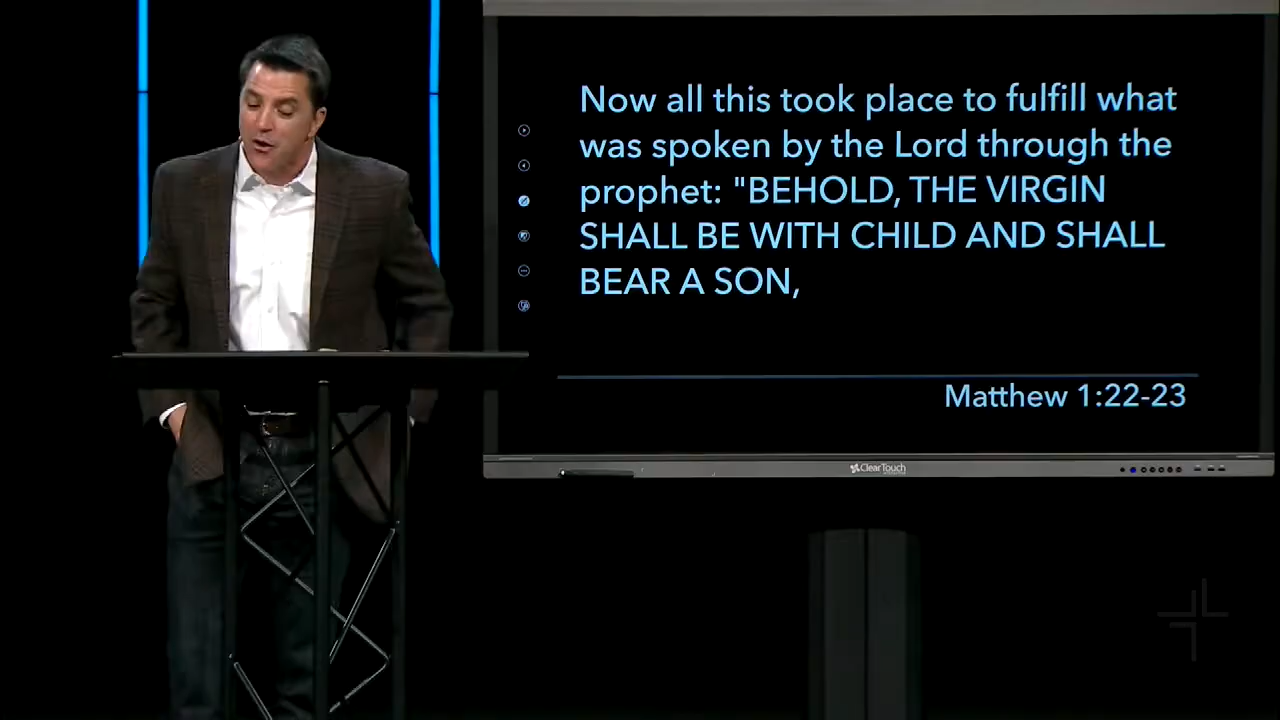 Now all this took place to fulfill what
was spoken by the Lord through the
prophet: "BEHOLD, THE VIRGIN
SHALL BE WITH CHILD AND SHALL
BEAR A SON,
Matthew 1:22-23
ClearTouch